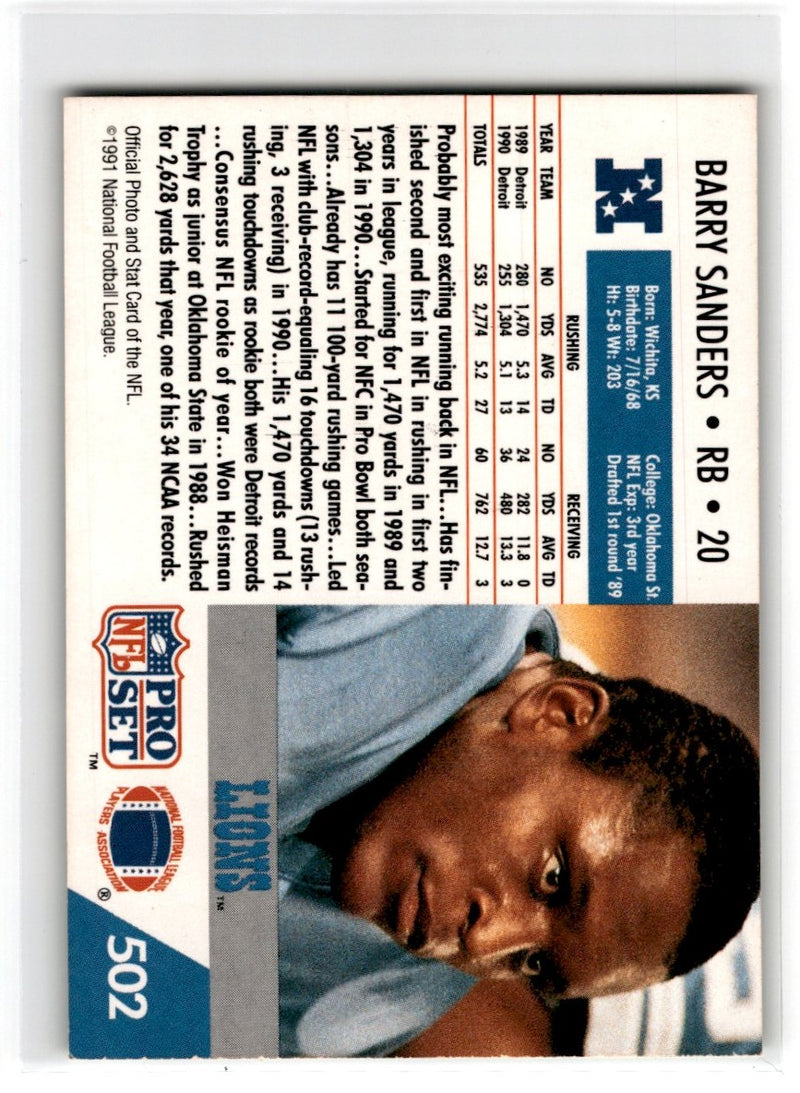 BARRY SANDERS • RB • 20
N
Born: Wichita, KS
Birthdate: 7/16/68
Ht: 5-8 Wt: 203
College: Oklahoma St.
NFL Exp: 3rd year
Drafted 1st round '89
RUSHING RECEIVING
YEAR TEAM NO YDS AVG TD NO YDS AVG TD
1989 Detroit 280 1,470 5.3 14 24 282 11.8 0
1990 Detroit 255 1,304 5.1 13 36 480 13.3 3
TOTALS 535 2,774 5.2 27 60 762 12.7 3
Probably most exciting running back in NFL....Has fin-
ished second and first in NFL in rushing in first two
years in league, running for 1,470 yards in 1989 and
1,304 in 1990...Started for NFC in Pro Bowl both sea-
sons...Already has 11 100-yard rushing games...Led
NFL with club-record-equaling 16 touchdowns (13 rush-
ing, 3 receiving) in 1990...His 1,470 yards and 14
rushing touchdowns as rookie both were Detroit records
...Consensus NFL rookie of year...Won Heisman
Trophy as junior at Oklahoma State in 1988...Rushed
for 2,628 yards that year, one of his 34 NCAA records.
Official Photo and Stat Card of the NFL.
©1991 National Football League.
LIONS™
NFL
PRO
SET
™
NATIONAL FOOTBALL LEAGUE
PLAYERS ASSOCIATION
®
502